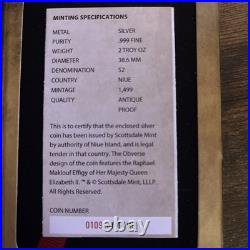 MINTING SPECIFICATIONS
METAL SILVER
PURITY .999 FINE
WEIGHT 2 TROY OZ
DIAMETER 38.6 MM
DENOMINATION $2
COUNTRY NIUE
MINTAGE 1,499
QUALITY ANTIQUE
PROOF
This is to certify that the enclosed silver
coin has been issued by Scottsdale Mint
by authority of Niue Island, and is legal
tender in that country. The Obverse
design of the coin features the Raphael
Maklouf Effigy of Her Majesty Queen
Elizabeth II. ™ & © Scottsdale Mint, LLLP.
All Rights Reserved.
COIN NUMBER
0109